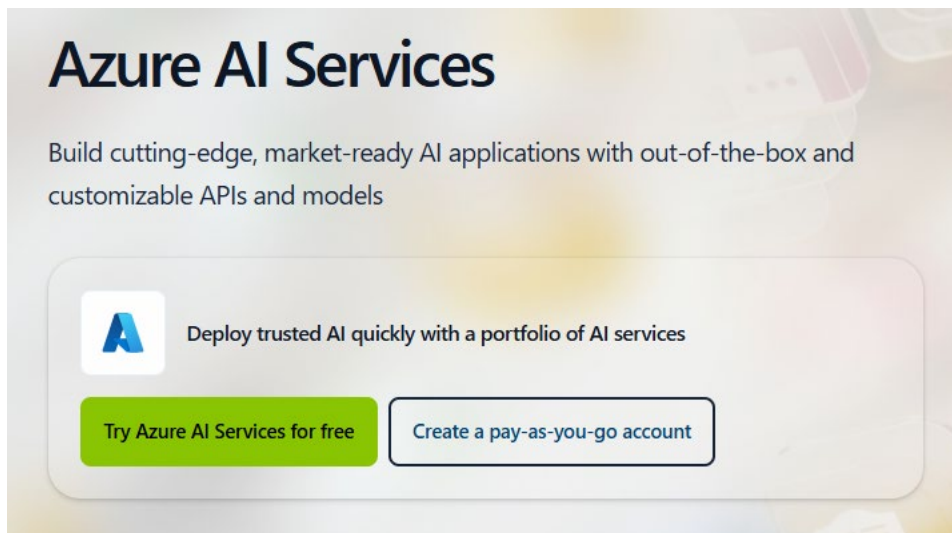 Azure AI Services
Build cutting-edge, market-ready AI applications with out-of-the-box and
customizable APIs and models
Deploy trusted AI quickly with a portfolio of AI services
Try Azure AI Services for free
Create a pay-as-you-go account